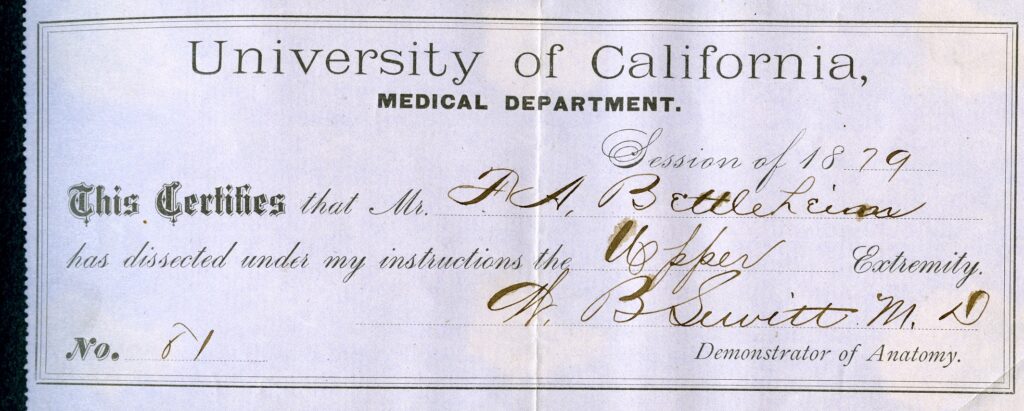 University of California,
MEDICAL DEPARTMENT.
Session of 1879
This Certifies that Mr. F. A. Bettleheim
has dissected under my instructions the Upper Extremity.
W. B. Lewitt M. D
No. 81 Demonstrator of Anatomy.